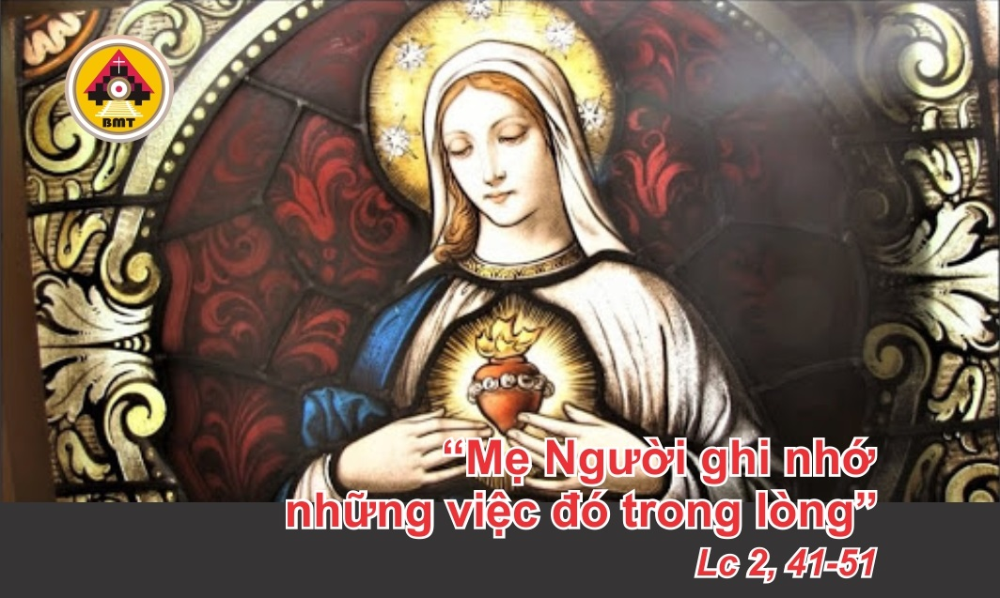 BMT
“Mẹ Người ghi nhớ
những việc đó trong lòng”
Lc 2, 41-51